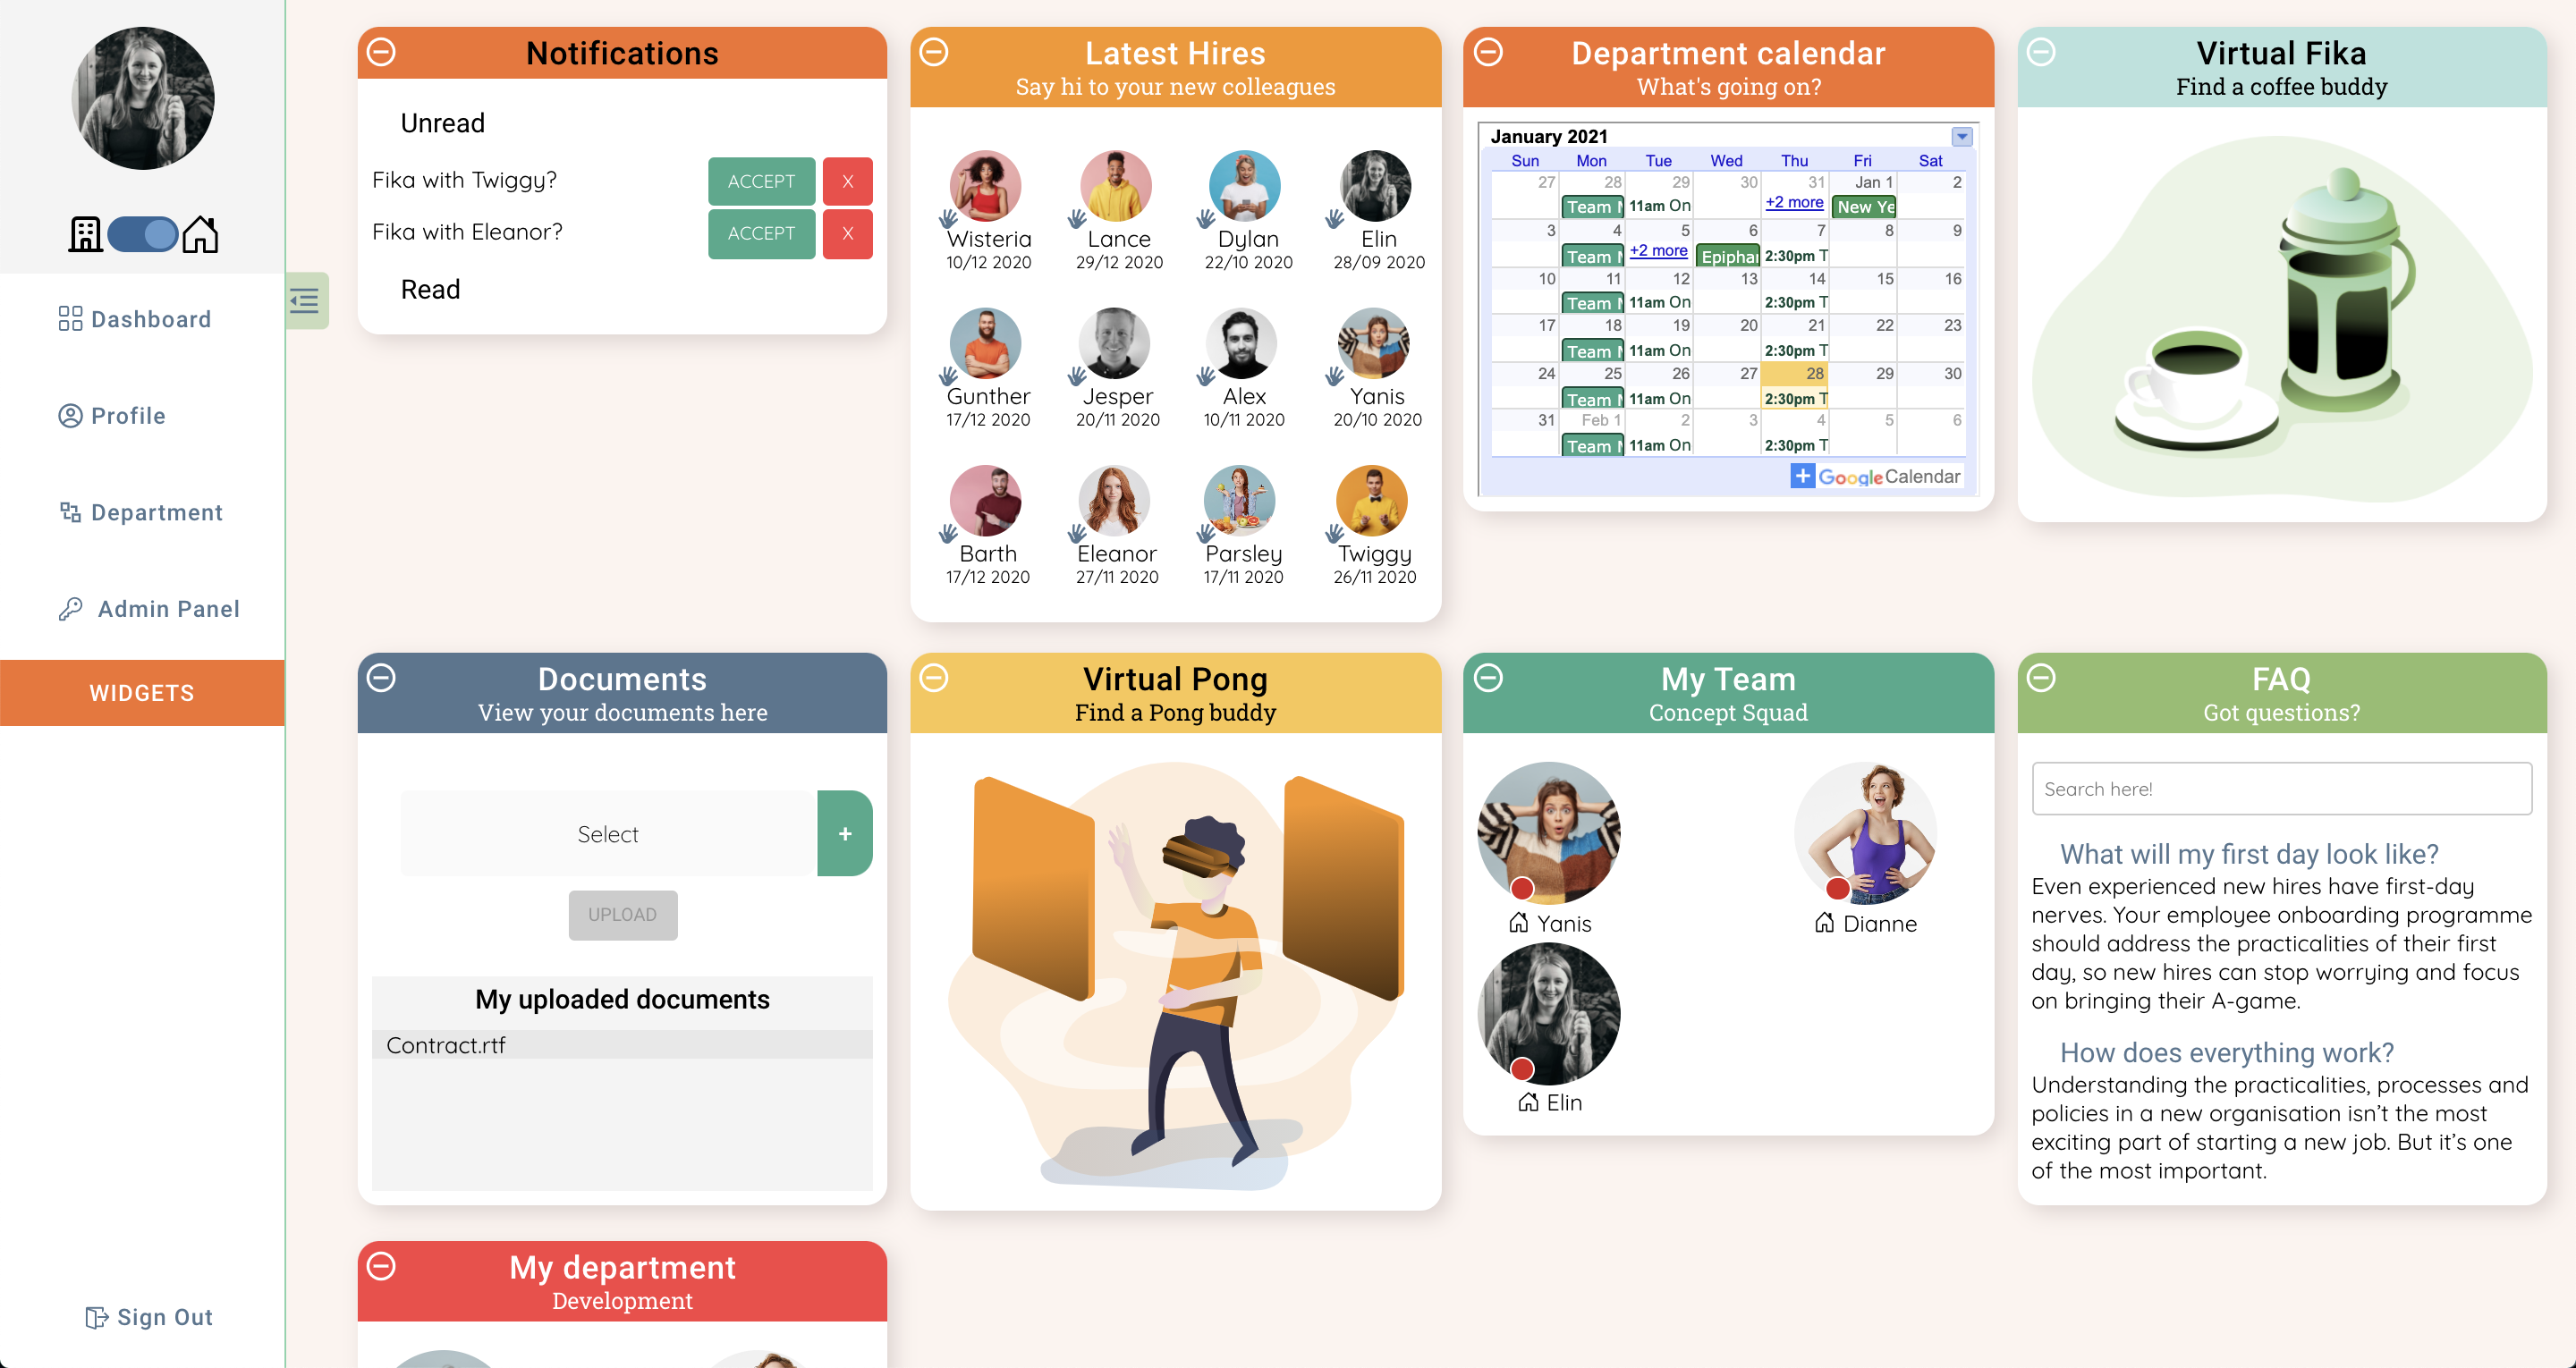 Dashboard
Profile
Department
Admin Panel
WIDGETS
Sign Out
Notifications
Unread
Fika with Twiggy?
ACCEPT
X
Fika with Eleanor?
ACCEPT
X
Read
Latest Hires
Say hi to your new colleagues
Wisteria Lance Dylan Elin
10/12 2020 29/12 2020 22/10 2020 28/09 2020
Gunther Jesper Alex Yanis
17/12 2020 20/11 2020 10/11 2020 20/10 2020
Barth Eleanor Parsley Twiggy
17/12 2020 27/11 2020 17/11 2020 26/11 2020
Department calendar
What's going on?
January 2021
Sun Mon Tue Wed Thu Fri Sat
27 28 29 30 31 Jan 1 2
Team 11am On +2 more New Ye
3 4 5 6 7 8 9
Team +2 more Epipha 2:30pm T
10 11 12 13 14 15 16
Team 11am On 2:30pm T
17 18 19 20 21 22 23
Team 11am On 2:30pm T
24 25 26 27 28 29 30
Team 11am On 2:30pm T
31 Feb 1 2 3 4 5 6
Team 11am On 2:30pm T
+ Google Calendar
Virtual Fika
Find a coffee buddy
Documents
View your documents here
Select
+
UPLOAD
My uploaded documents
Contract.rtf
Virtual Pong
Find a Pong buddy
My Team
Concept Squad
Yanis
Dianne
Elin
FAQ
Got questions?
Search here!
What will my first day look like?
Even experienced new hires have first-day
nerves. Your employee onboarding programme
should address the practicalities of their first
day, so new hires can stop worrying and focus
on bringing their A-game.
How does everything work?
Understanding the practicalities, processes and
policies in a new organisation isn’t the most
exciting part of starting a new job. But it’s one
of the most important.
My department
Development